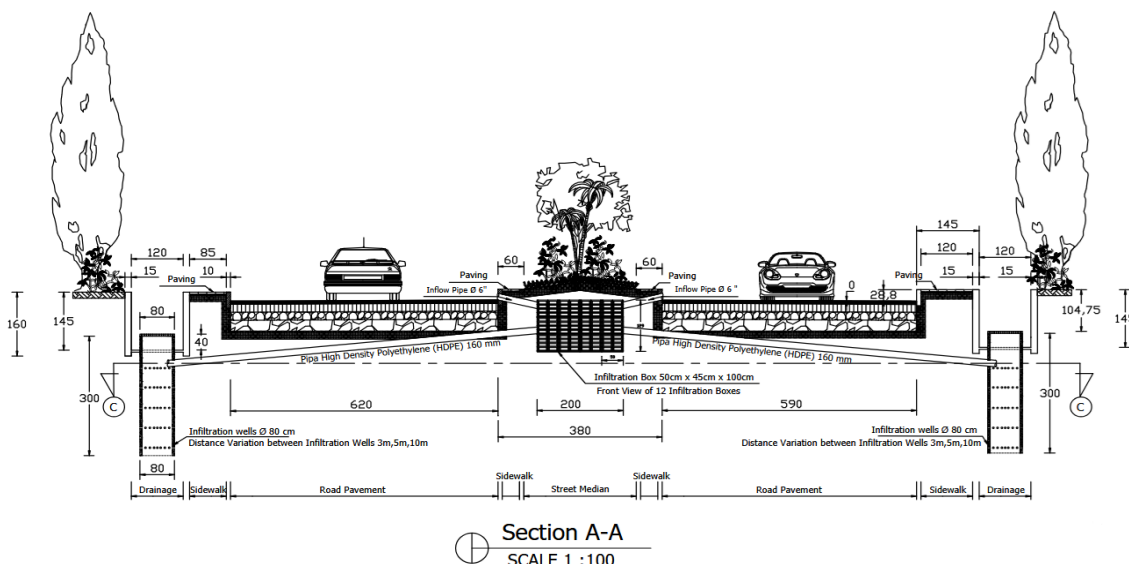 145
120 85 60 60 120 120
15 10 15 15
Paving Paving Paving Paving
Inflow Pipe Ø 6" Inflow Pipe Ø 6 "
0
28,8
160 145 80 80 104,75 145
40
Pipa High Density Polyethylene (HDPE) 160 mm Pipa High Density Polyethylene (HDPE) 160 mm
Infiltration Box 50cm x 45cm x 100cm
Front View of 12 Infiltration Boxes
C C
300 620 200 590 300
380
Infiltration wells Ø 80 cm Infiltration wells Ø 80 cm
Distance Variation between Infiltration Wells 3m,5m,10m Distance Variation between Infiltration Wells 3m,5m,10m
80
Sidewalk Sidewalk
Drainage Sidewalk Road Pavement Street Median Road Pavement Sidewalk Drainage
Section A-A
SCALE 1 :100